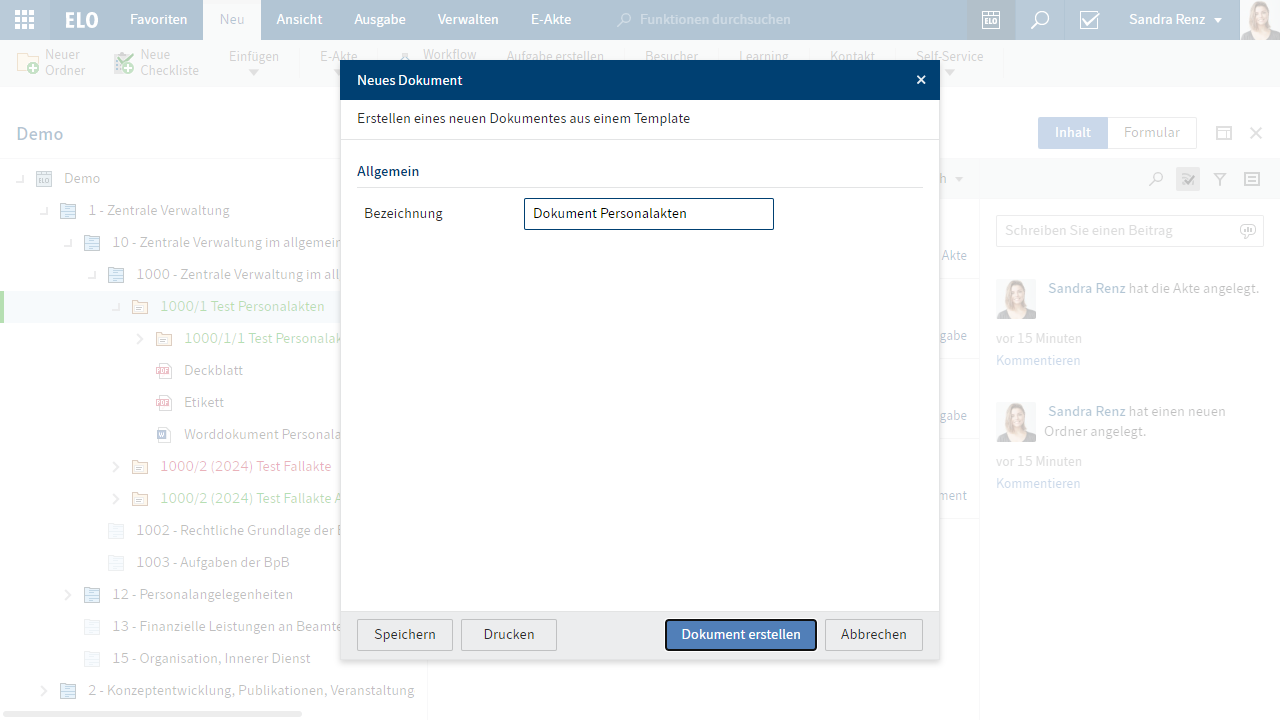 ELO
Favoriten
Neu
Ansicht
Ausgabe
Verwalten
E-Akte
Funktionen durchsuchen
ELO
Sandra Renz
Neuer
Ordner
Neue
Checkliste
Einfügen
E-Akte
Workflow
Aufgabe erstellen
Besucher
Learning
Kontakt
Self-Service
Neues Dokument
Erstellen eines neuen Dokumentes aus einem Template
Allgemein
Bezeichnung
Dokument Personalakten
Speichern
Drucken
Dokument erstellen
Abbrechen
Demo
Demo
1 - Zentrale Verwaltung
10 - Zentrale Verwaltung im allgemein
1000 - Zentrale Verwaltung im all
1000/1 Test Personalakten
1000/1/1 Test Personalak
Deckblatt
Etikett
Worddokument Personala
1000/2 (2024) Test Fallakte
1000/2 (2024) Test Fallakte A
1002 - Rechtliche Grundlage der B
1003 - Aufgaben der BpB
12 - Personalangelegenheiten
13 - Finanzielle Leistungen an Beamte
15 - Organisation, Innerer Dienst
2 - Konzeptentwicklung, Publikationen, Veranstaltung
Akte
gabe
gabe
ment
Inhalt
Formular
h
Schreiben Sie einen Beitrag
Sandra Renz hat die Akte angelegt.
vor 15 Minuten
Kommentieren
Sandra Renz hat einen neuen
Ordner angelegt.
vor 15 Minuten
Kommentieren